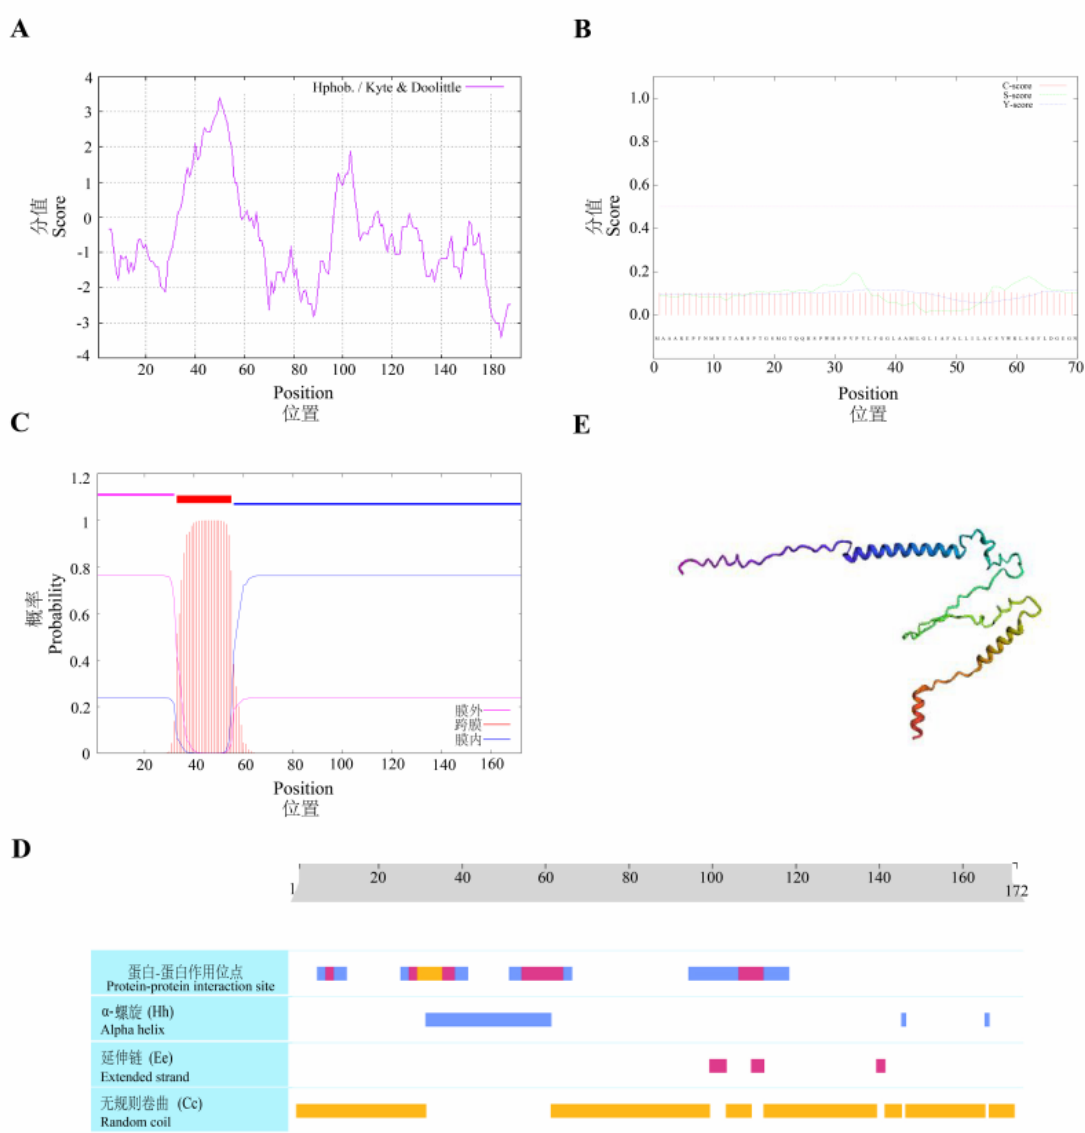 A
B
4
3
2
1
0
-1
-2
-3
-4
Hphob. / Kyte & Doolittle
分值
Score
20
40
60
80
100
120
140
160
180
Position
位置
1.0
0.8
0.6
0.4
0.2
0.0
C-score
S-score
Y-score
分值
Score
0
10
20
30
40
50
60
70
Position
位置
C
E
1.2
1
0.8
0.6
0.4
0.2
0
概率
Probability
膜外
跨膜
膜内
20
40
60
80
100
120
140
160
Position
位置
D
1
20
40
60
80
100
120
140
160
172
蛋白-蛋白作用位点
Protein-protein interaction site
α-螺旋 (Hh)
Alpha helix
延伸链 (Ee)
Extended strand
无规则卷曲 (Cc)
Random coil